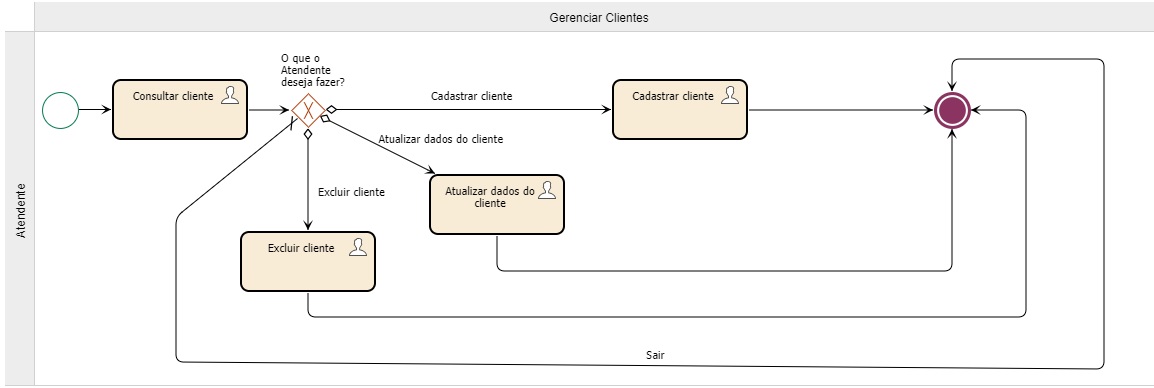 Gerenciar Clientes
Atendente
O que o
Atendente
deseja fazer?
Consultar cliente
Cadastrar cliente
Cadastrar cliente
Atualizar dados do cliente
Atualizar dados do
cliente
Excluir cliente
Excluir cliente
Sair